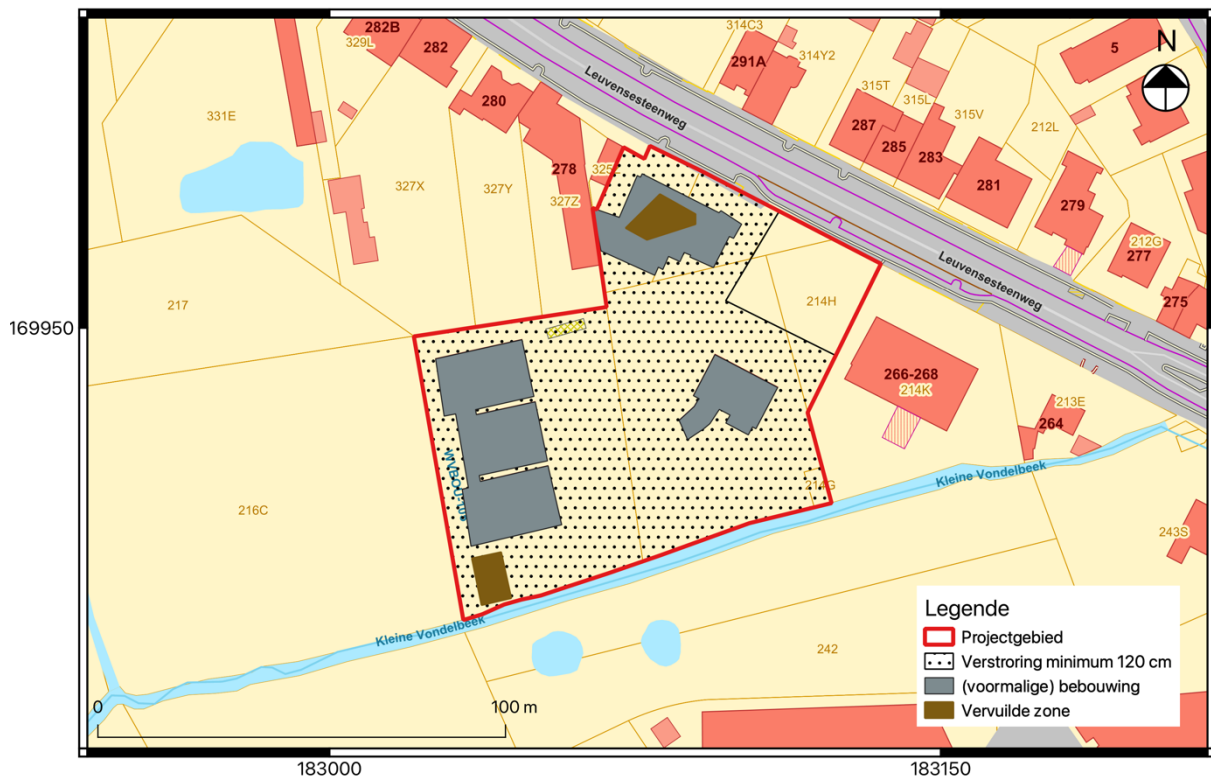 282B
329L
282
314C3
291A
314Y2
5
N
Leuvensesteenweg
280
331E
315T
315L
287
285
283
315V
212L
278
325
327X
327Y
327Z
281
279
212G
277
275
Leuvensesteenweg
217
214H
169950
266-268
214K
213E
264
216C
214G
Kleine Vondelbeek
243S
Kleine Vondelbeek
242
0
100 m
Legende
Projectgebied
Verstroring minimum 120 cm
(voormalige) bebouwing
Vervuilde zone
183000
183150